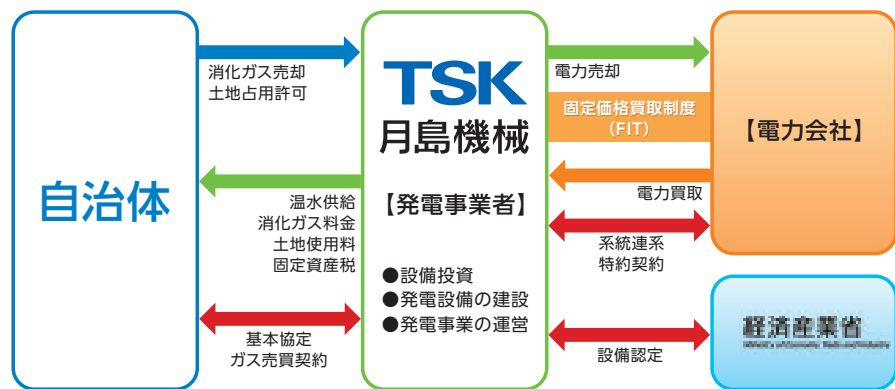 自治体
消化ガス売却
土地占用許可
温水供給
消化ガス料金
土地使用料
固定資産税
基本協定
ガス売買契約
TSK
月島機械
【発電事業者】
●設備投資
●発電設備の建設
●発電事業の運営
電力売却
固定価格買取制度
（FIT）
電力買取
系統連系
特約契約
設備認定
【電力会社】
経済産業省